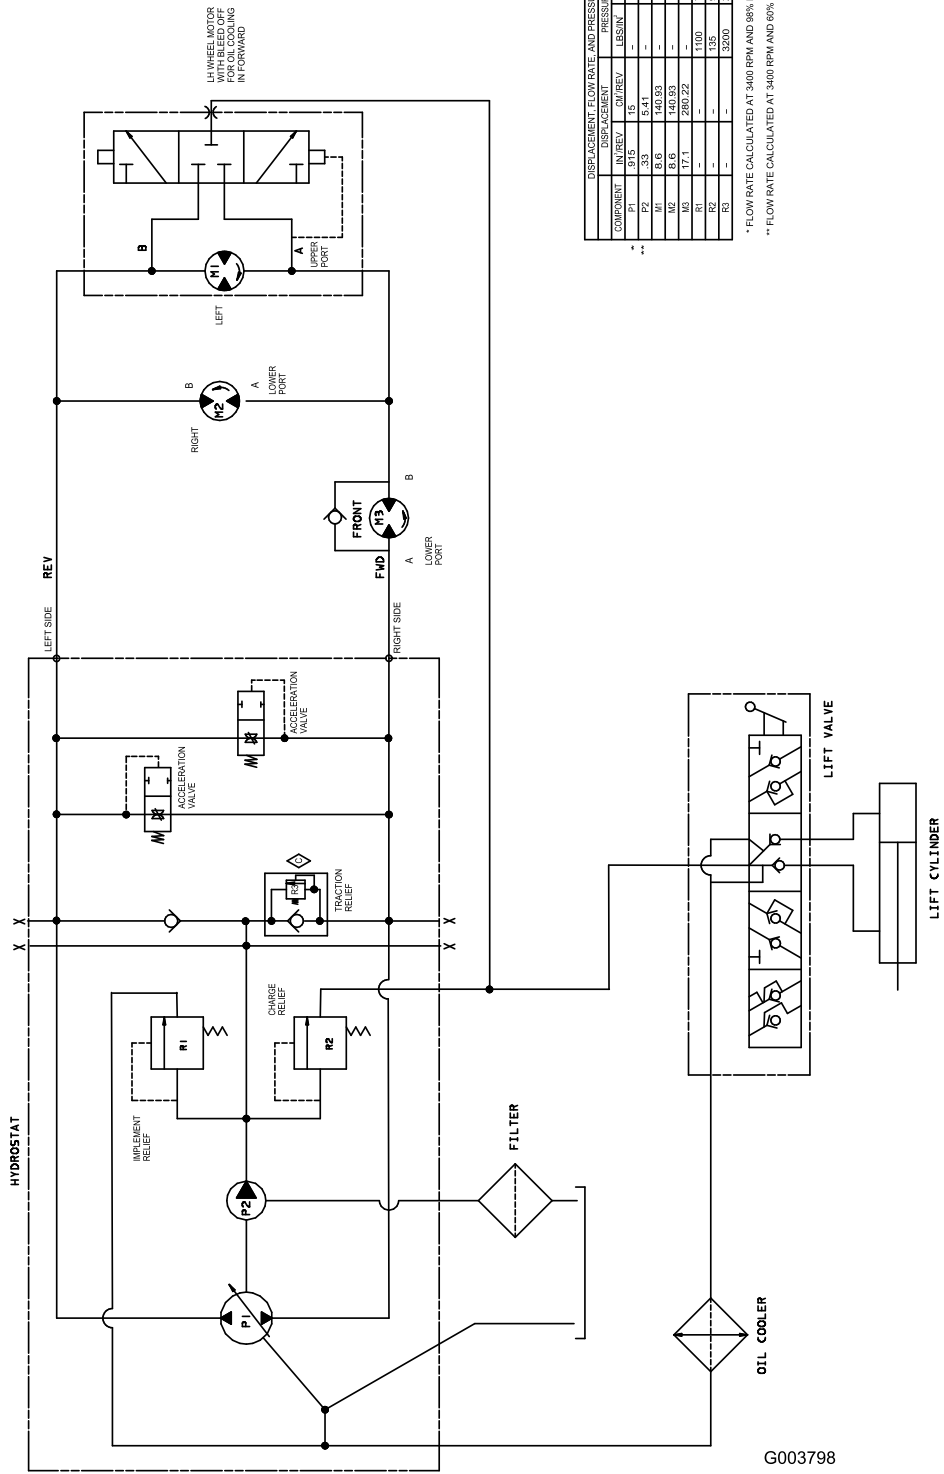 LH WHEEL MOTOR
WITH BLEED OFF
FOR OIL COOLING
IN FORWARD
B
A
UPPER
PORT
M1
LEFT
B
A
LOWER
PORT
M2
RIGHT
B
FRONT
M3
A
LOWER
PORT
REV
FWD
LEFT SIDE
RIGHT SIDE
ACCELERATION
VALVE
ACCELERATION
VALVE
C
R3
TRACTION
RELIEF
X
X
X
X
CHARGE
RELIEF
R1
R2
IMPLEMENT
RELIEF
HYDROSTAT
P2
P1
FILTER
OIL COOLER
LIFT VALVE
LIFT CYLINDER
DISPLACEMENT, FLOW RATE, AND PRESS
DISPLACEMENT PRESSUR
COMPONENT IN³/REV CM³/REV LBS/IN²
* P1 .915 15 –
** P2 .33 5.41 –
M1 8.6 140.93 –
M2 8.6 140.93 –
M3 17.1 280.22 –
R1 – – 1100
R2 – – 135
R3 – – 3200
* FLOW RATE CALCULATED AT 3400 RPM AND 98%
** FLOW RATE CALCULATED AT 3400 RPM AND 60%
G003798